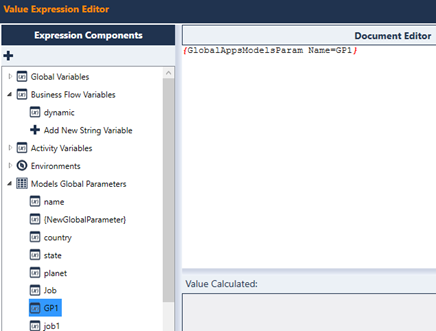 Value Expression Editor
Expression Components
Global Variables
Business Flow Variables
dynamic
Add New String Variable
Activity Variables
Environments
Models Global Parameters
name
{NewGlobalParameter}
country
state
planet
Job
GP1
job1
Document Editor
{GlobalAppsModelsParam Name=GP1}
Value Calculated: